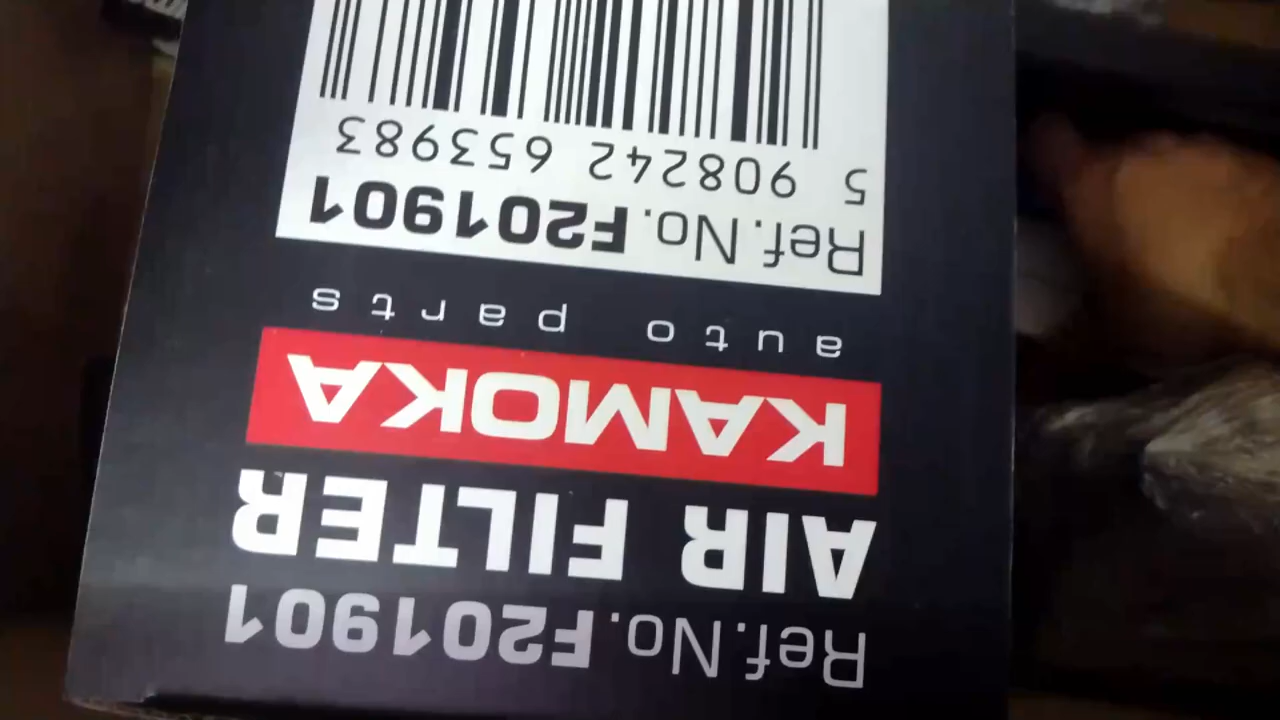 Ref.No.F201901
AIR FILTER
KAMOKA
auto parts
Ref.No.F201901
5 908242 653983